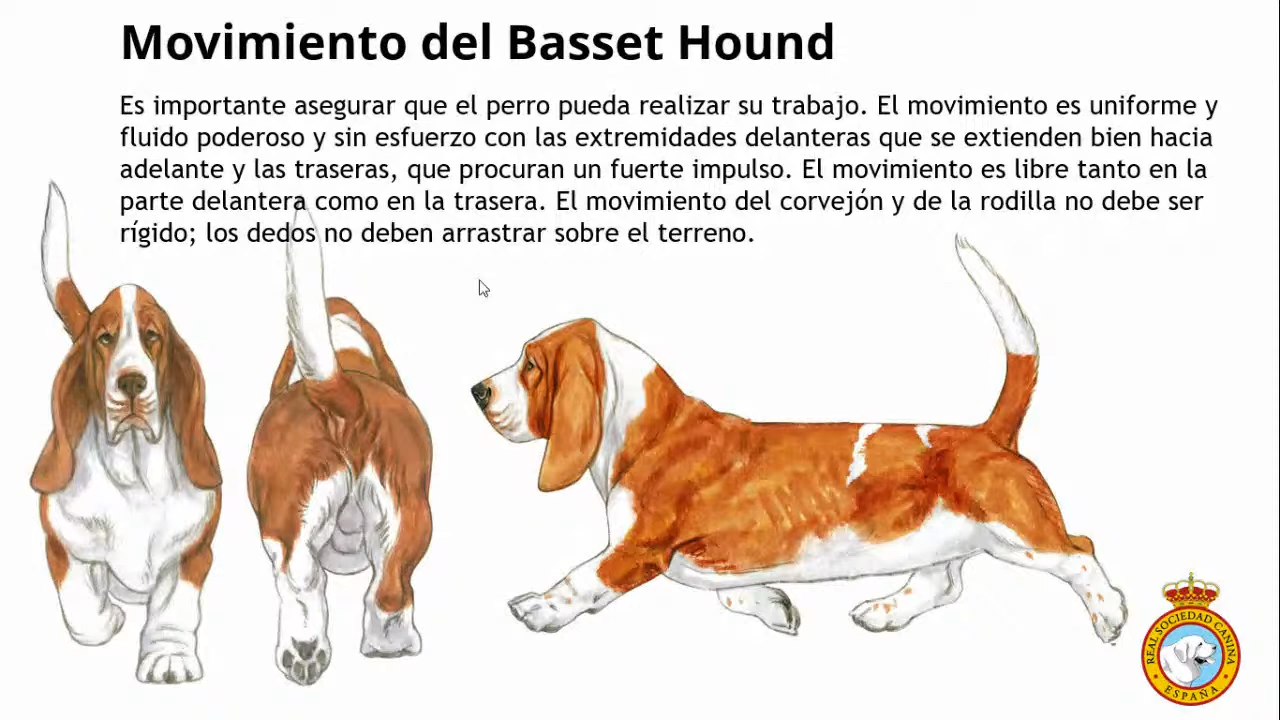 Movimiento del Basset Hound
Es importante asegurar que el perro pueda realizar su trabajo. El movimiento es uniforme y
fluido poderoso y sin esfuerzo con las extremidades delanteras que se extienden bien hacia
adelante y las traseras, que procuran un fuerte impulso. El movimiento es libre tanto en la
parte delantera como en la trasera. El movimiento del corvejón y de la rodilla no debe ser
rígido; los dedos no deben arrastrar sobre el terreno.
REAL SOCIEDAD CANINA
ESPAÑA